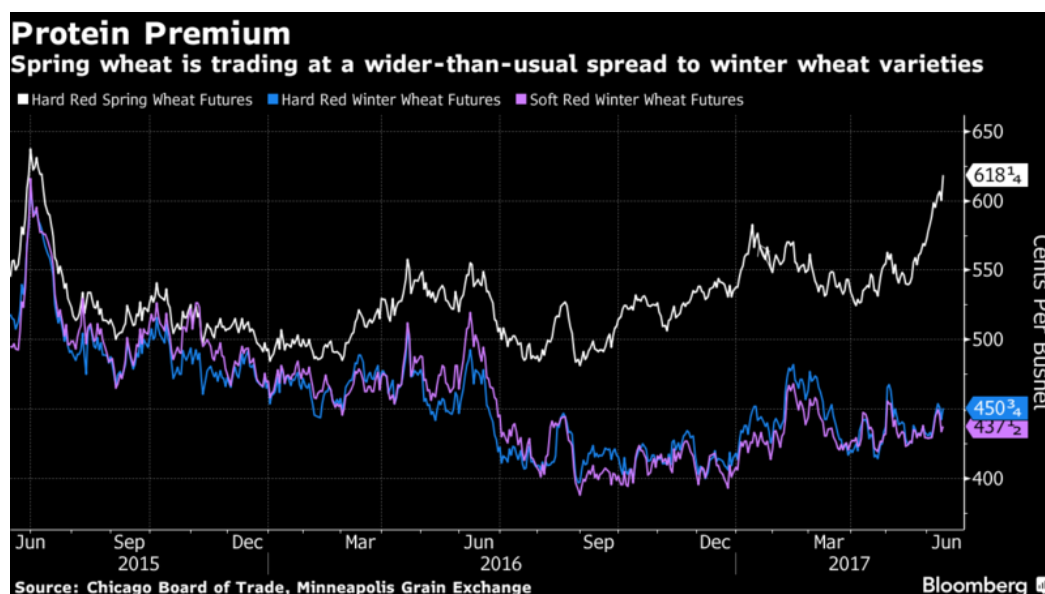 Protein Premium
Spring wheat is trading at a wider-than-usual spread to winter wheat varieties
Hard Red Spring Wheat Futures Hard Red Winter Wheat Futures Soft Red Winter Wheat Futures
650
618¼
600
550
500
450¾
437½
400
Cents Per Bushel
Jun Sep Dec Mar Jun Sep Dec Mar Jun
2015 2016 2017
Source: Chicago Board of Trade, Minneapolis Grain Exchange
Bloomberg